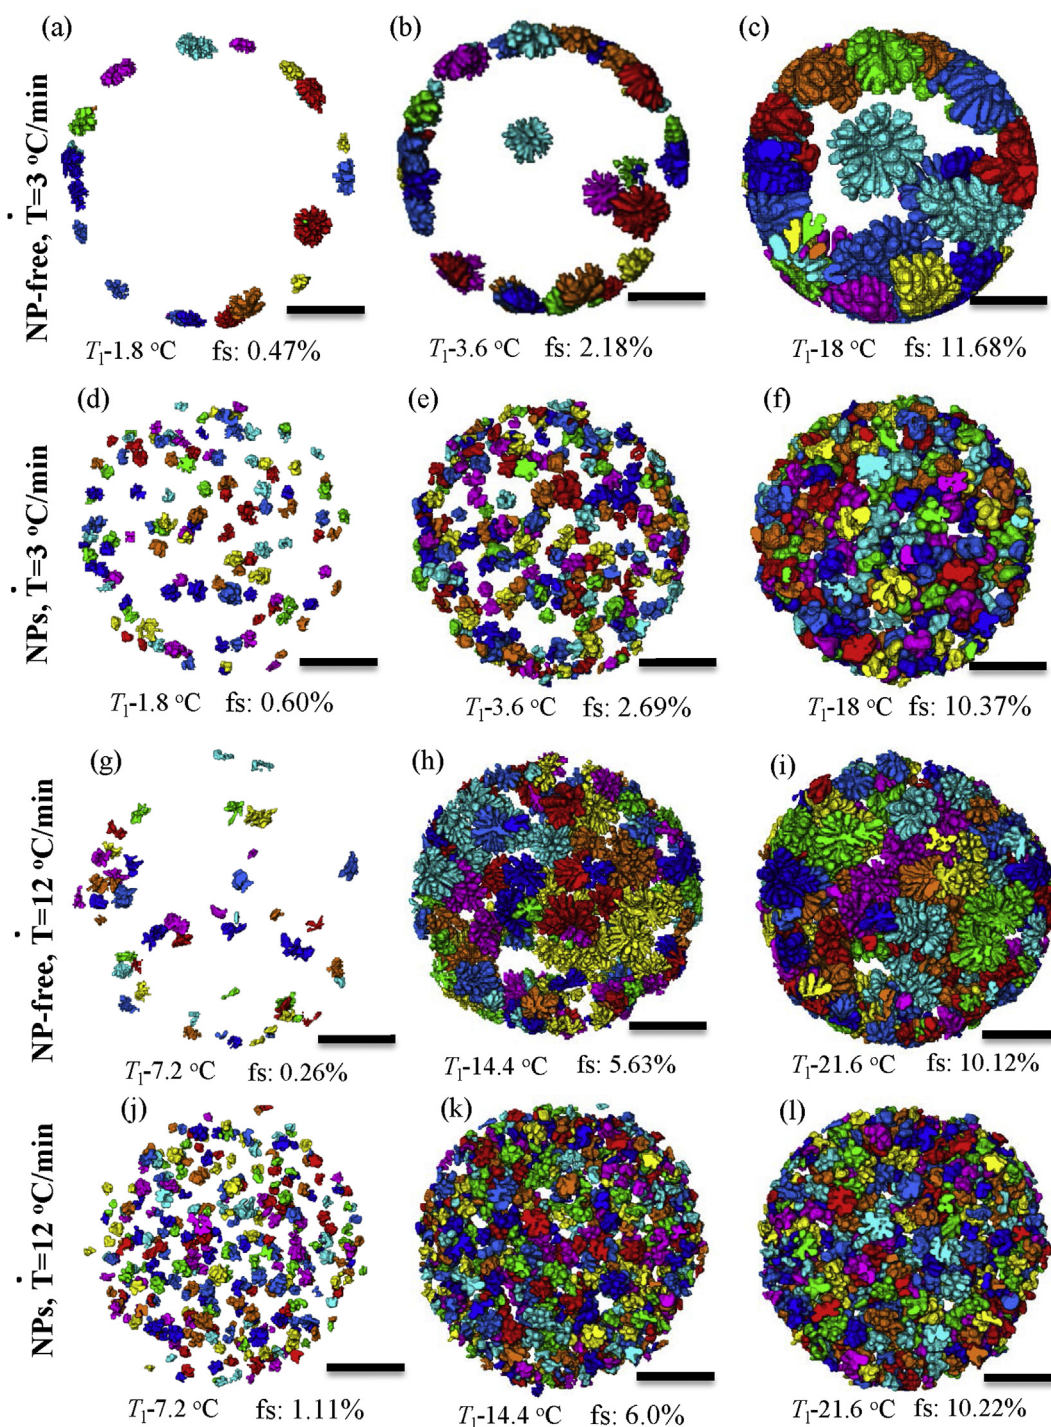 NP-free, Ṫ=3 °C/min
(a)
(b)
(c)
T₁-1.8 °C fs: 0.47%
T₁-3.6 °C fs: 2.18%
T₁-18 °C fs: 11.68%
NPs, Ṫ=3 °C/min
(d)
(e)
(f)
T₁-1.8 °C fs: 0.60%
T₁-3.6 °C fs: 2.69%
T₁-18 °C fs: 10.37%
NP-free, Ṫ=12 °C/min
(g)
(h)
(i)
T₁-7.2 °C fs: 0.26%
T₁-14.4 °C fs: 5.63%
T₁-21.6 °C fs: 10.12%
NPs, Ṫ=12 °C/min
(j)
(k)
(l)
T₁-7.2 °C fs: 1.11%
T₁-14.4 °C fs: 6.0%
T₁-21.6 °C fs: 10.22%